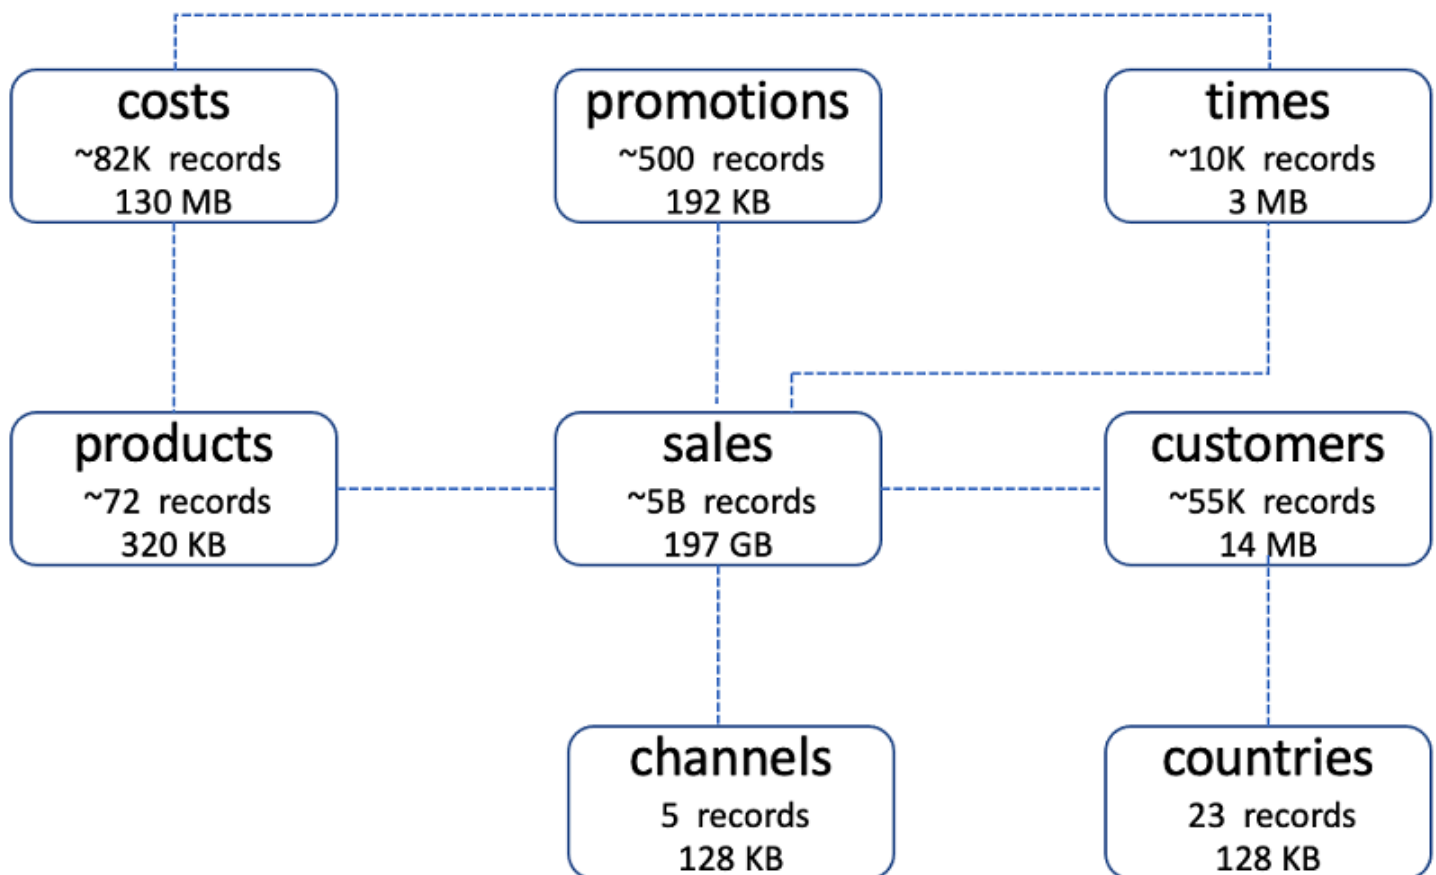 costs
~82K records
130 MB
promotions
~500 records
192 KB
times
~10K records
3 MB
products
~72 records
320 KB
sales
~5B records
197 GB
customers
~55K records
14 MB
channels
5 records
128 KB
countries
23 records
128 KB